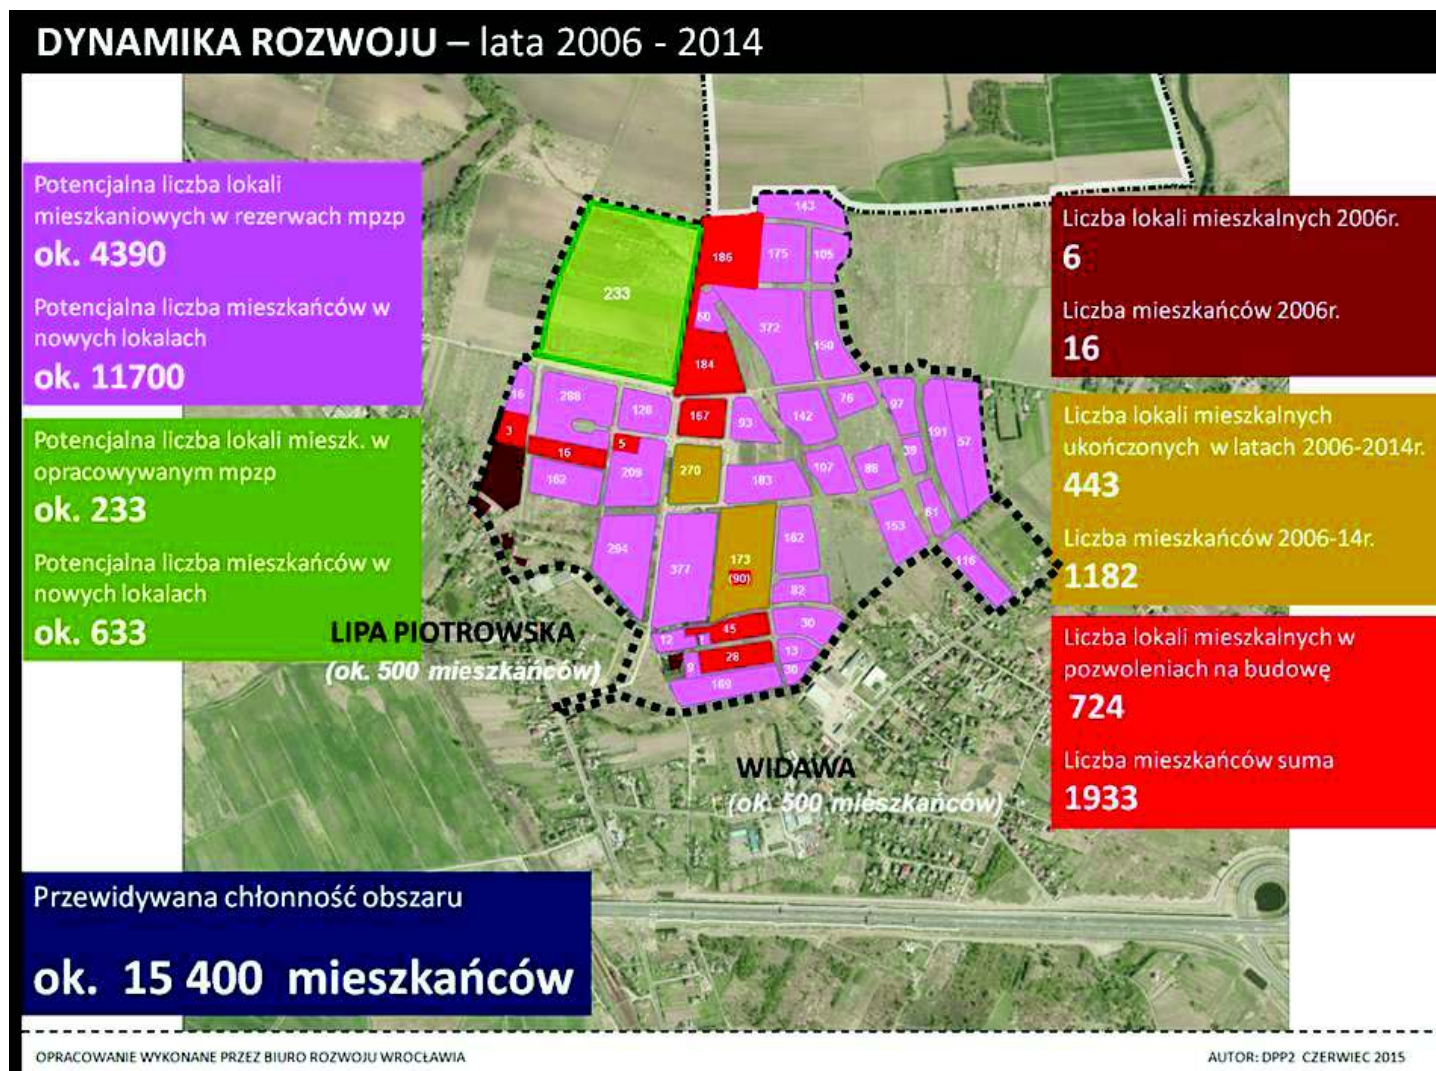 DYNAMIKA ROZWOJU – lata 2006 - 2014
Potencjalna liczba lokali
mieszkaniowych w rezerwach mpzp
ok. 4390
Potencjalna liczba mieszkańców w
nowych lokalach
ok. 11700
Potencjalna liczba lokali mieszk. w
opracowywanym mpzp
ok. 233
Potencjalna liczba mieszkańców w
nowych lokalach
ok. 633
Liczba lokali mieszkalnych 2006r.
6
Liczba mieszkańców 2006r.
16
Liczba lokali mieszkalnych
ukończonych w latach 2006-2014r.
443
Liczba mieszkańców 2006-14r.
1182
Liczba lokali mieszkalnych w
pozwoleniach na budowę
724
Liczba mieszkańców suma
1933
143
186
175
105
233
60
372
150
184
16
288
126
167
93
142
76
97
191
57
3
16
5
39
162
209
270
183
107
86
294
377
173
(90)
162
153
61
116
82
12
1
45
30
9
28
13
30
169
LIPA PIOTROWSKA
(ok. 500 mieszkańców)
WIDAWA
(ok. 500 mieszkańców)
Przewidywana chłonność obszaru
ok. 15 400 mieszkańców
OPRACOWANIE WYKONANE PRZEZ BIURO ROZWOJU WROCŁAWIA
AUTOR: DPP2 CZERWIEC 2015